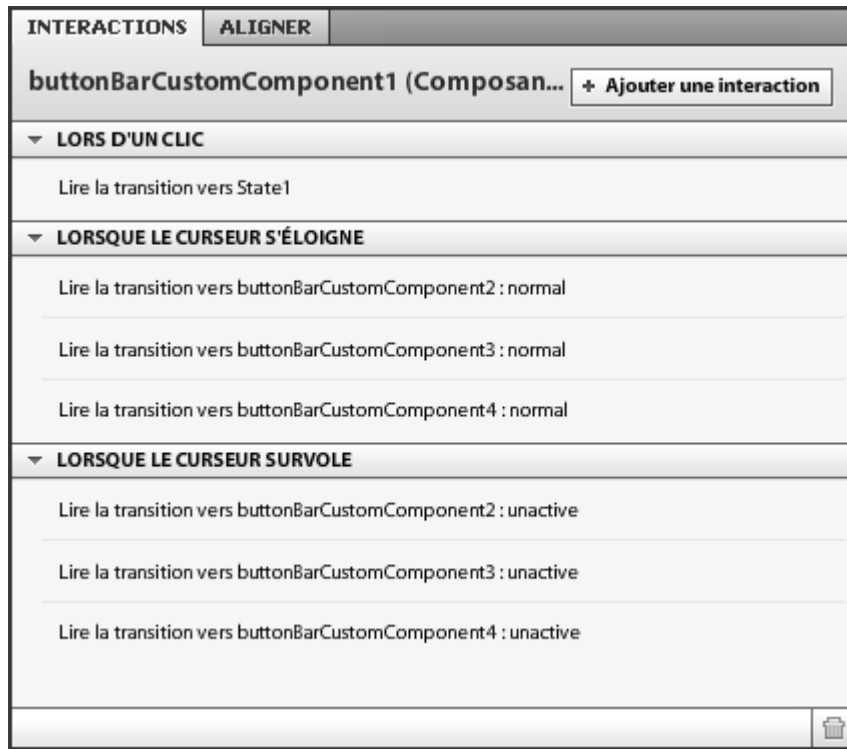 INTERACTIONS ALIGNER
buttonBarCustomComponent1 (Composan... + Ajouter une interaction
LORS D'UN CLIC
Lire la transition vers State1
LORSQUE LE CURSEUR S'ÉLOIGNE
Lire la transition vers buttonBarCustomComponent2 : normal
Lire la transition vers buttonBarCustomComponent3 : normal
Lire la transition vers buttonBarCustomComponent4 : normal
LORSQUE LE CURSEUR SURVOLE
Lire la transition vers buttonBarCustomComponent2 : unactive
Lire la transition vers buttonBarCustomComponent3 : unactive
Lire la transition vers buttonBarCustomComponent4 : unactive